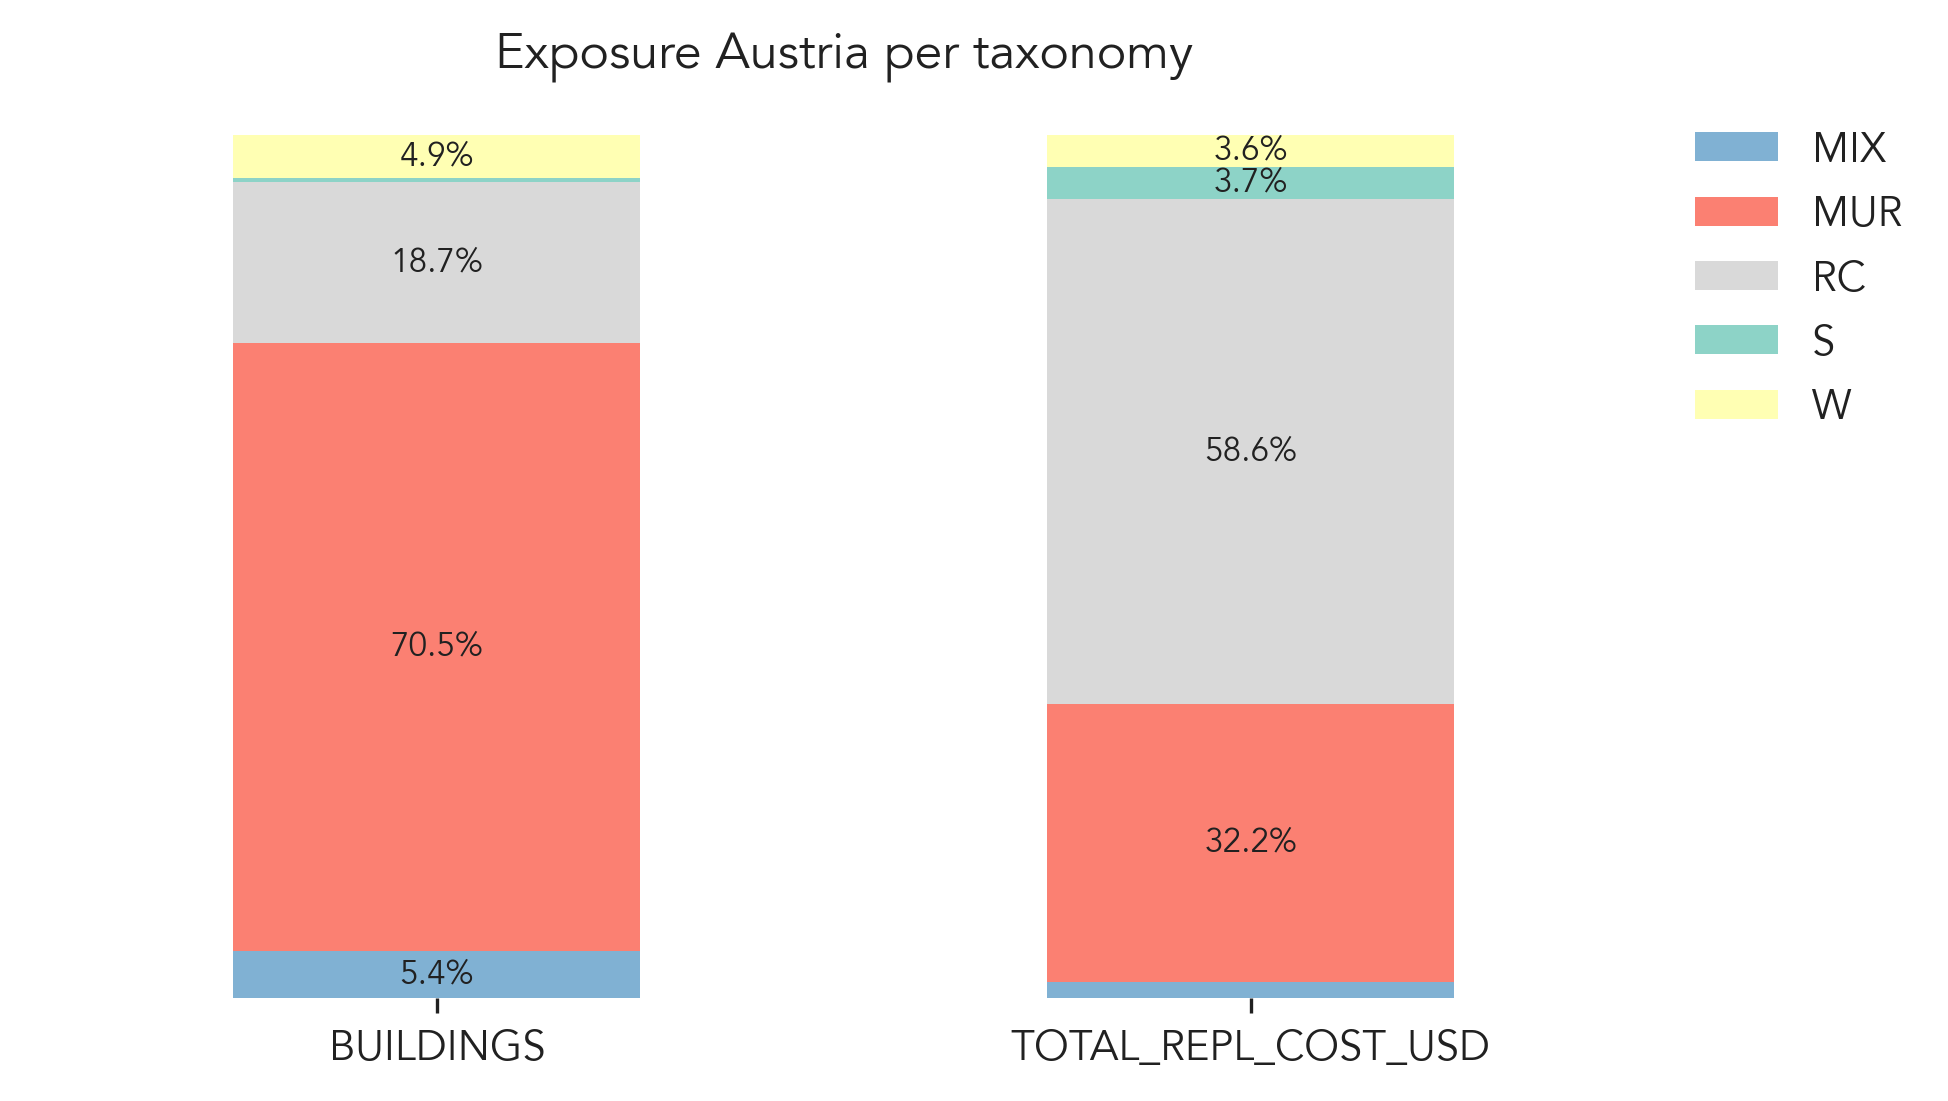 Exposure Austria per taxonomy
4.9%
18.7%
70.5%
5.4%
BUILDINGS
3.6%
3.7%
58.6%
32.2%
TOTAL_REPL_COST_USD
MIX
MUR
RC
S
W